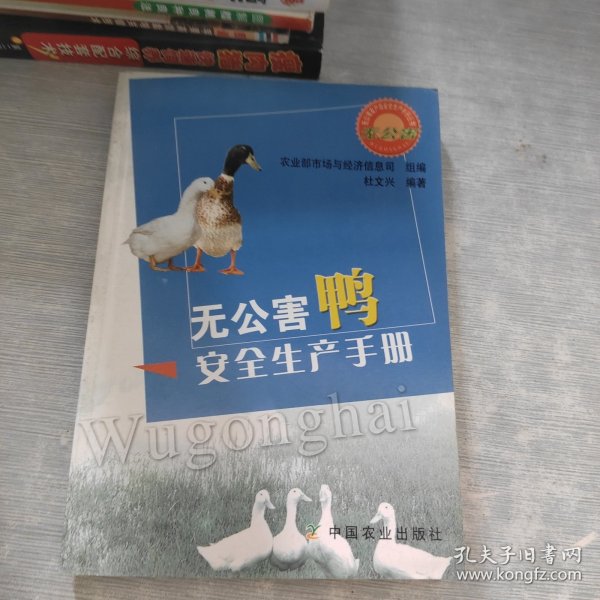 农业部市场与经济信息司 组编
杜文兴 编著
无公害鸭
安全生产手册
Wugonghai
中国农业出版社
孔夫子旧书网
www.kongfz.com